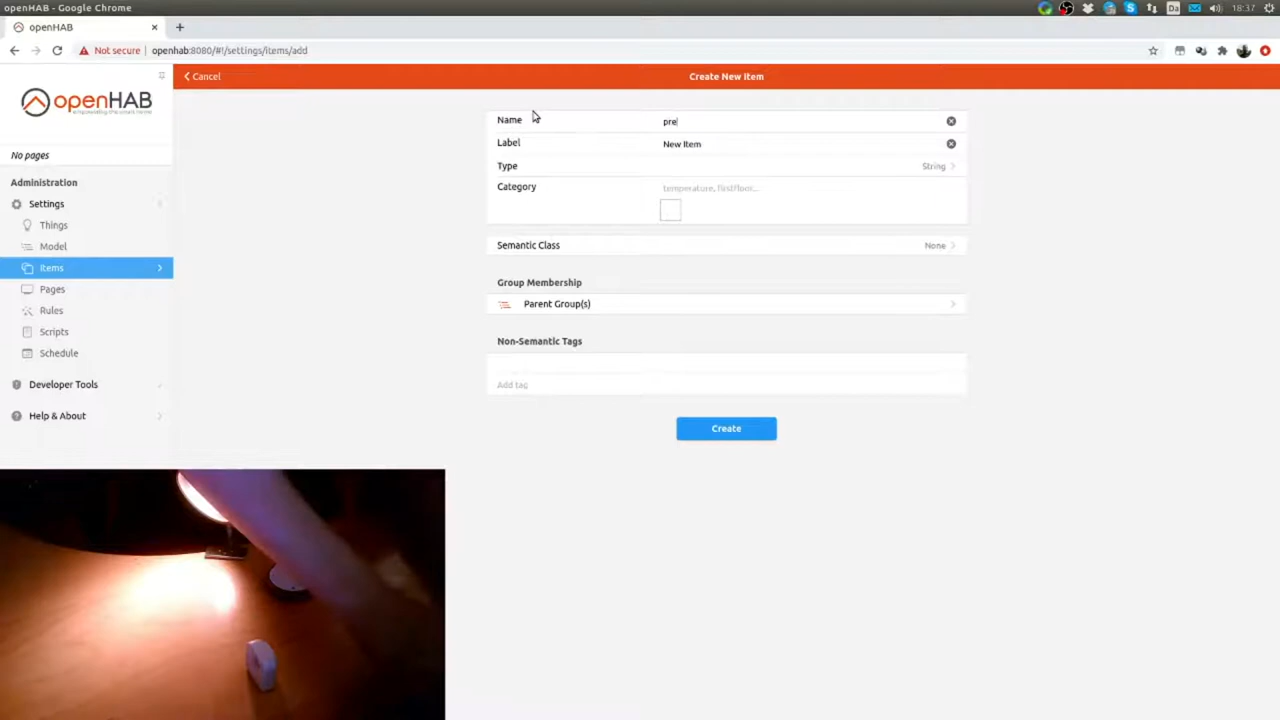 openHAB - Google Chrome
Da
18:37
openHAB
Not secure
openhab:8080/#!/settings/items/add
Cancel
Create New Item
openHAB
No pages
Administration
Settings
Things
Model
Items
Pages
Rules
Scripts
Schedule
Developer Tools
Help & About
Name
pre
Label
New Item
Type
String
Category
temperature, firstfloor...
Semantic Class
None
Group Membership
Parent Group(s)
Non-Semantic Tags
Add tag
Create